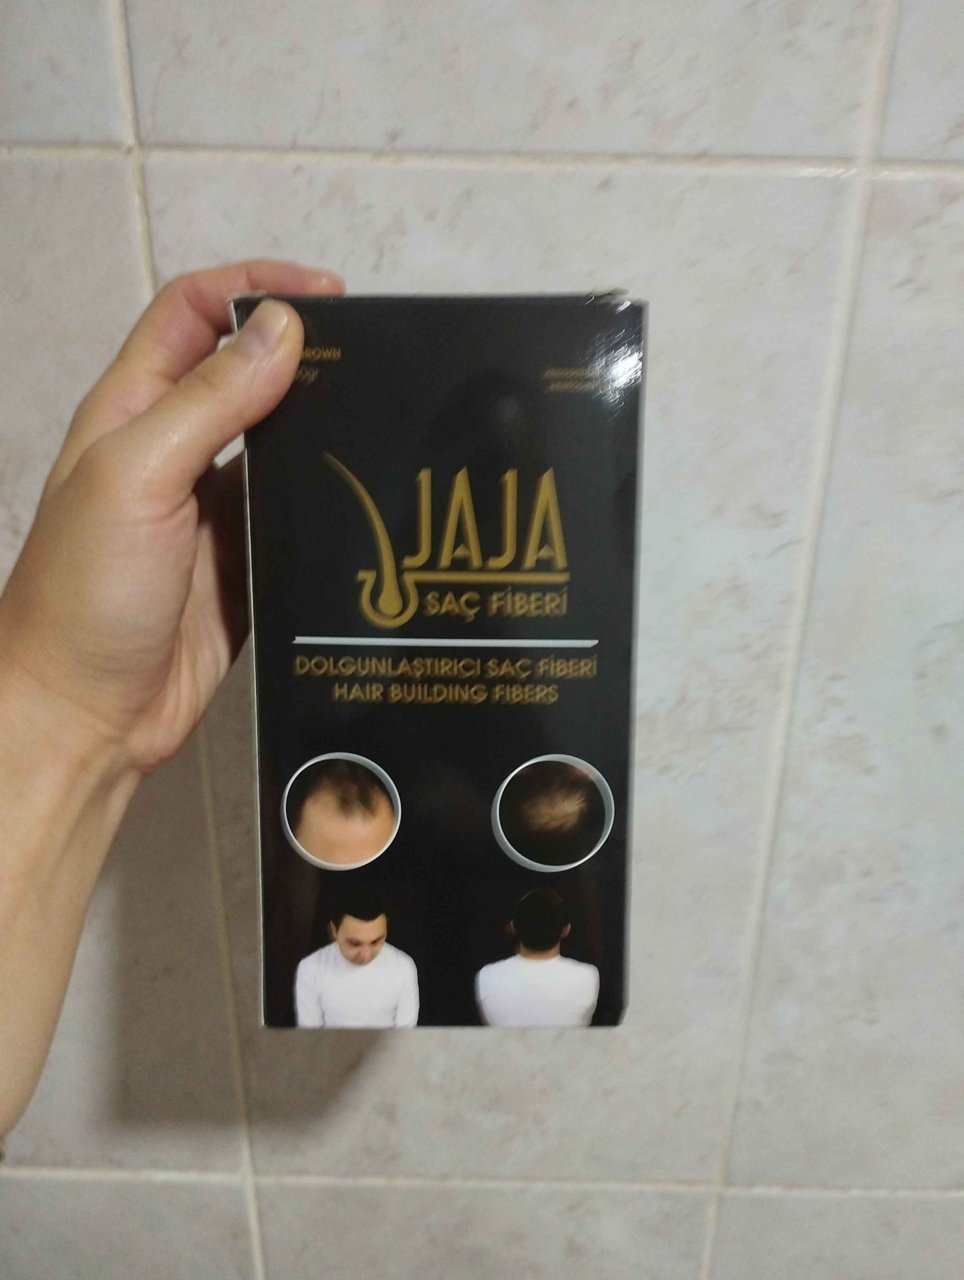 JAJA
SAÇ FİBERİ
DOLGUNLAŞTIRICI SAÇ FİBERİ
HAIR BUILDING FIBERS